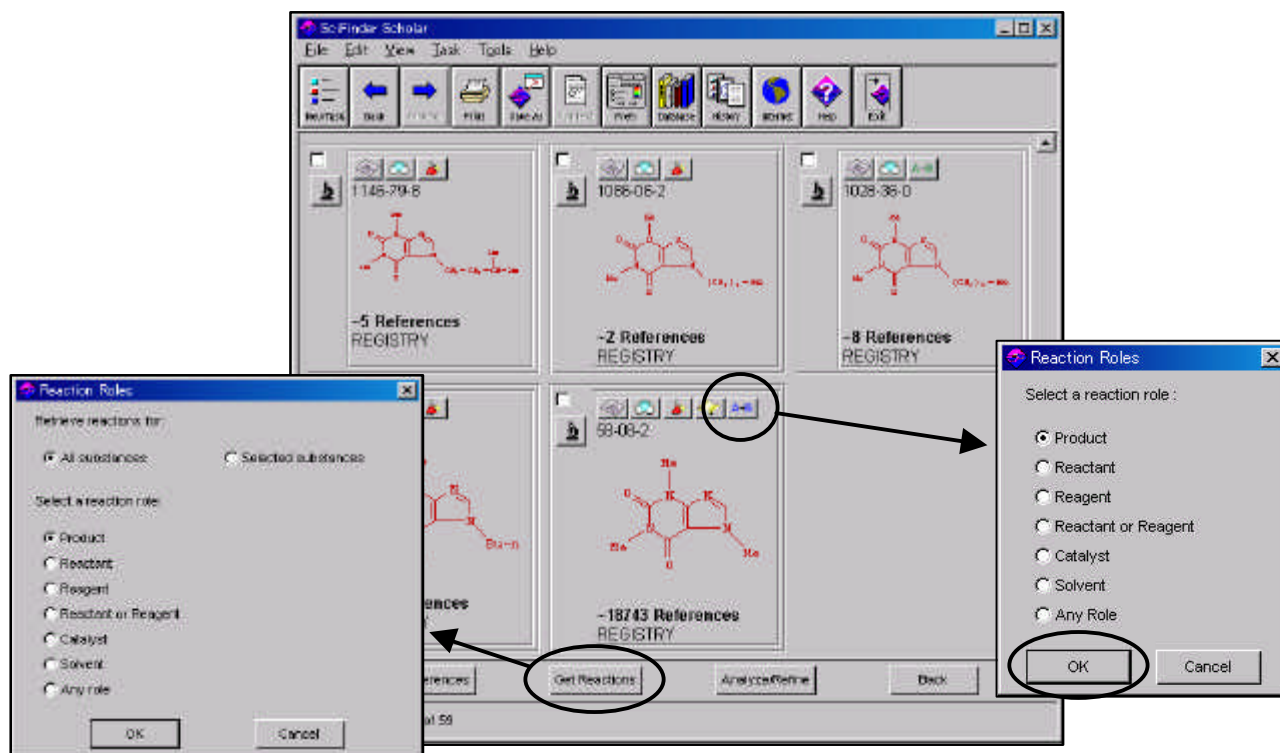 SciFinder Scholar
File Edit View Task Tools Help
New Task Back Print Save As Prefs Database History Internet Help Exit
1146-79-8
1028-36-0
58-08-2
~5 References
REGISTRY
~2 References
REGISTRY
~8 References
REGISTRY
Me
Me
Me
Bu-n
~18743 References
REGISTRY
Get Reactions Analyze/Refine Back
of 59
Reaction Roles
Retrieve reactions for:
All substances Selected substances
Select a reaction role:
Product
Reactant
Reagent
Reactant or Reagent
Catalyst
Solvent
Any role
OK Cancel
Reaction Roles
Select a reaction role :
Product
Reactant
Reagent
Reactant or Reagent
Catalyst
Solvent
Any Role
OK Cancel